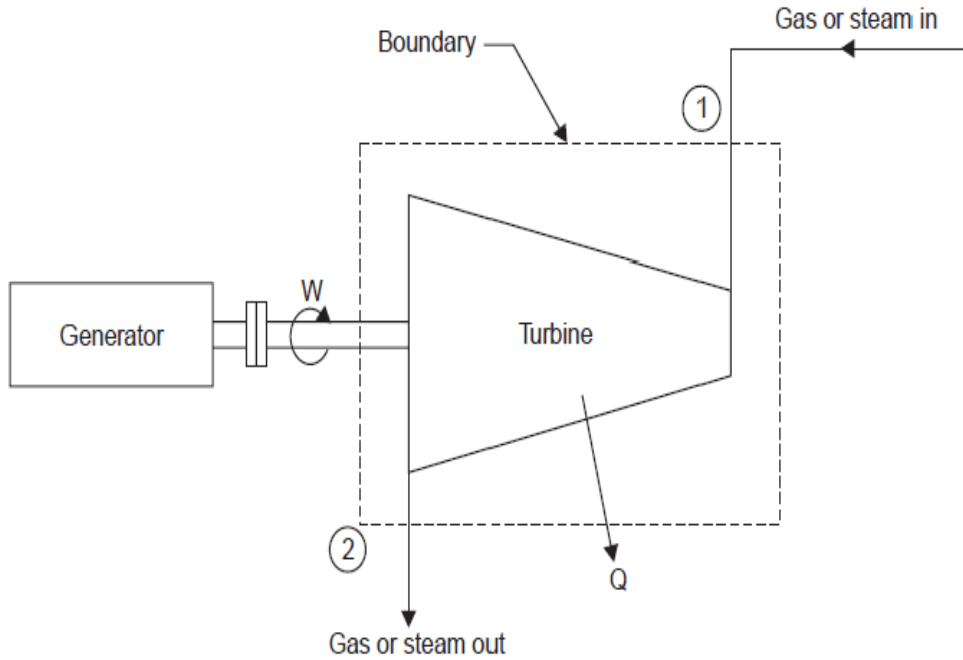 Gas or steam in
Boundary
1
W
Generator
Turbine
2
Q
Gas or steam out